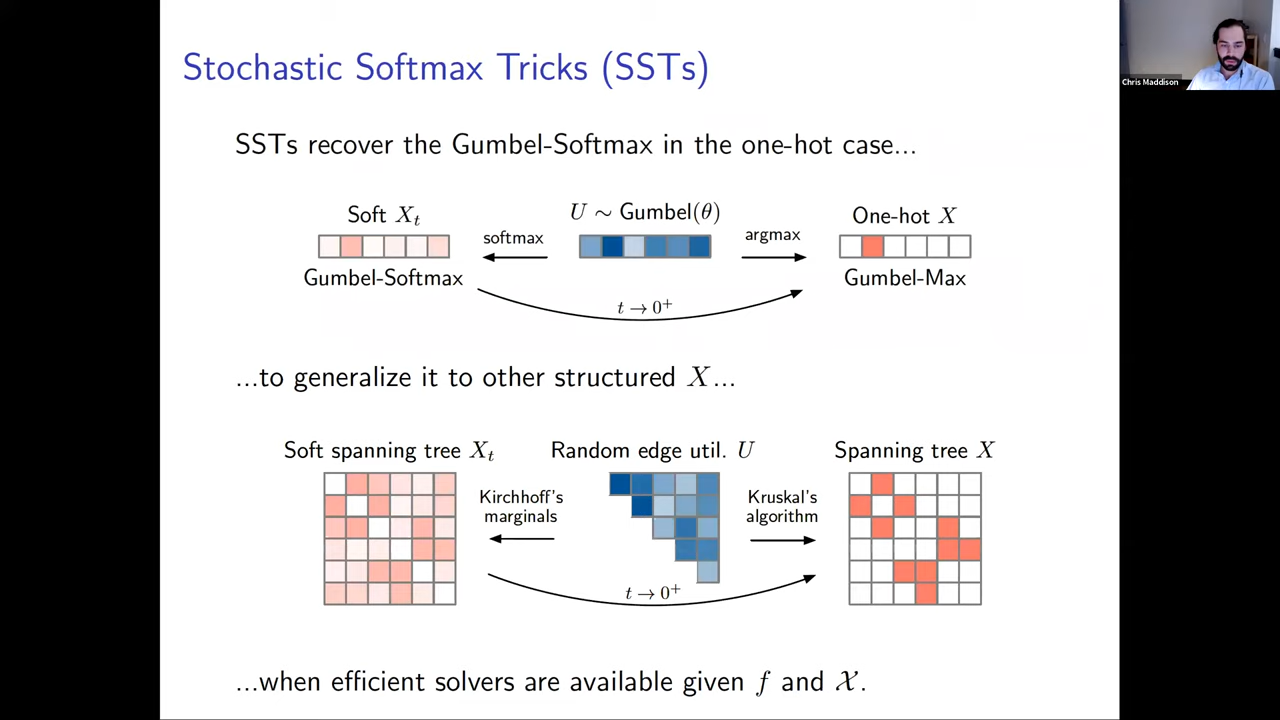 Stochastic Softmax Tricks (SSTs)
Chris Maddison
SSTs recover the Gumbel-Softmax in the one-hot case...
Soft X_t
U ∼ Gumbel(θ)
One-hot X
softmax
argmax
Gumbel-Softmax
Gumbel-Max
t → 0⁺
...to generalize it to other structured X...
Soft spanning tree X_t
Random edge util. U
Spanning tree X
Kirchhoff's
marginals
Kruskal's
algorithm
t → 0⁺
...when efficient solvers are available given f and 𝒳.